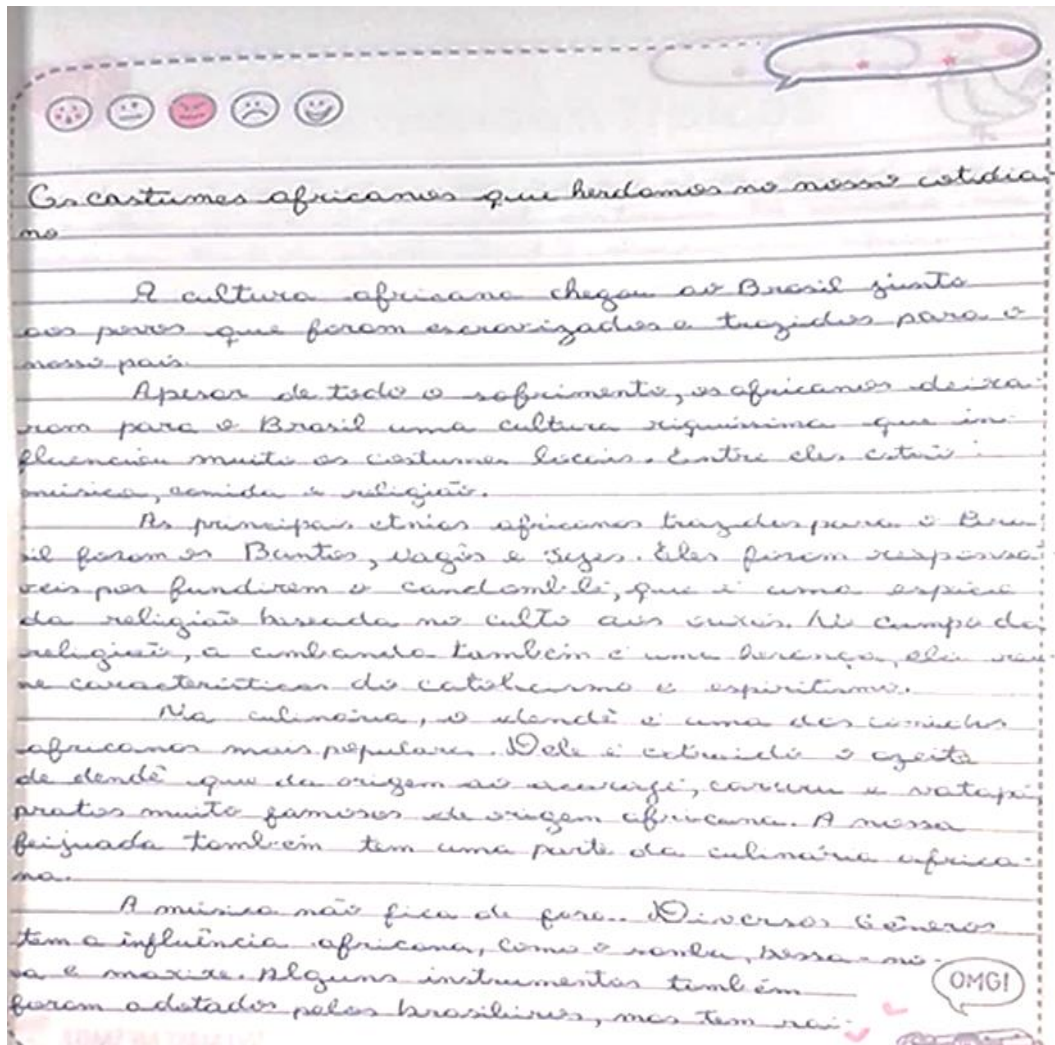 Os costumes africanos que herdamos no nosso cotidia-
no
A cultura africana chegou ao Brasil junto
aos povos que foram escravizados e trazidos para o
nosso país.
Apesar de todo o sofrimento, os africanos deixa-
ram para o Brasil uma cultura riquíssima que in-
fluenciou muito os costumes locais. Entre eles estão:
música, comida e religião.
As principais etnias africanas trazidas para o Bra-
sil foram os Bantos, nagôs e Jejes. Eles foram responsá-
veis por fundirem o candomblé, que é uma espécie
da religião baseada no culto aos orixás. No campo da
religião, a umbanda também é uma herança, ela reú-
ne características do catolicismo e espiritismo.
Na culinária, o dendê é uma das comidas
africanas mais populares. Dele é extraído o azeite
de dendê que da origem ao acarajé, caruru e vatapá,
pratos muito famosos de origem africana. A nossa
feijuada também tem uma parte da culinária africa-
na.
A música não fica de fora.. Diversos Gêneros
tem a influência africana, como o samba, bossa-no-
va e maxixe. Alguns instrumentos também
foram adotados pelos brasileiros, mas tem raí-
OMG!